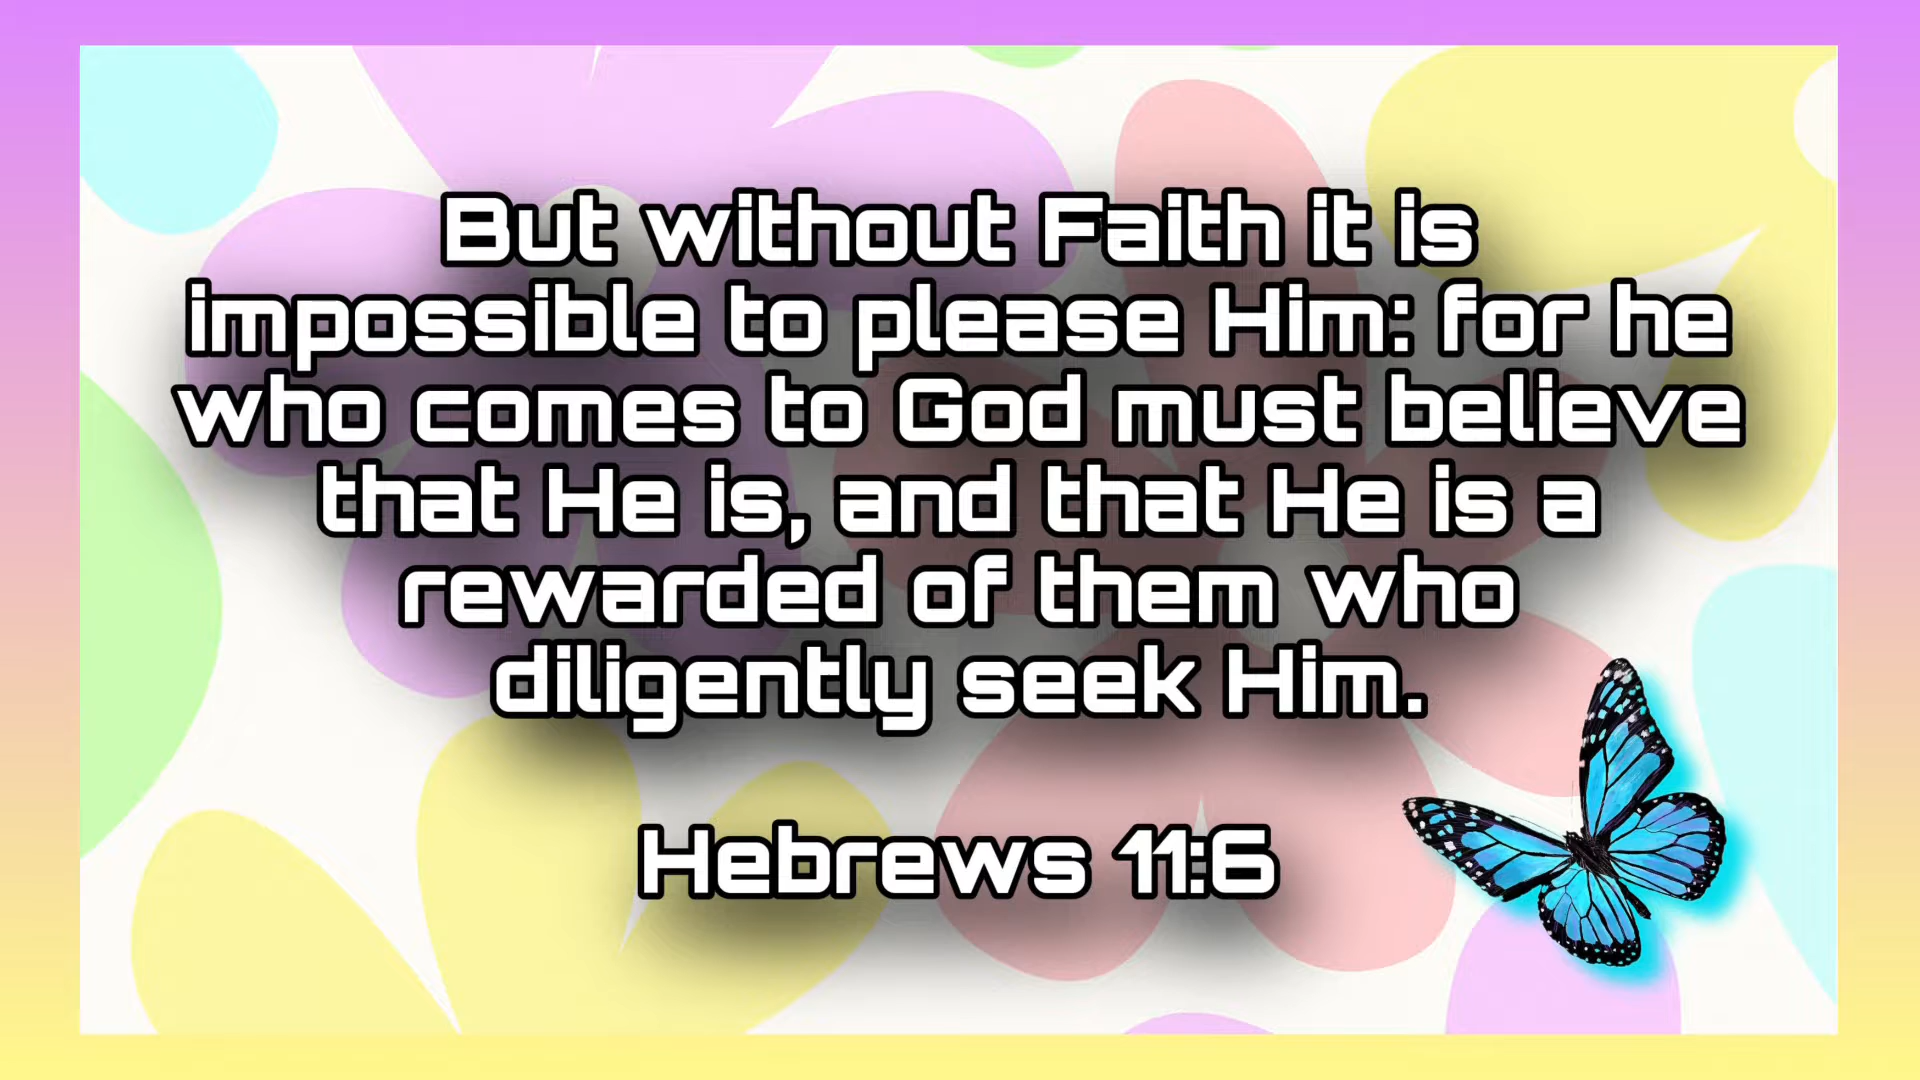 But without Faith it is
impossible to please Him: for he
who comes to God must believe
that He is, and that He is a
rewarded of them who
diligently seek Him.
Hebrews 11:6